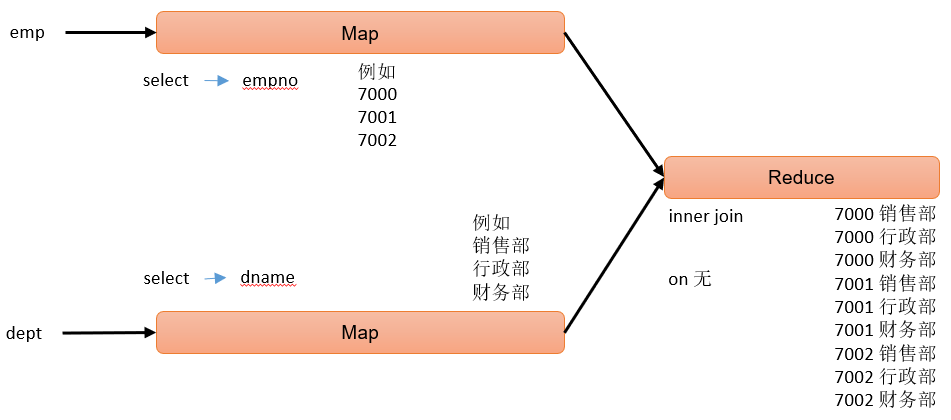 emp
Map
select
empno
例如
7000
7001
7002
Reduce
inner join
on 无
7000 销售部
7000 行政部
7000 财务部
7001 销售部
7001 行政部
7001 财务部
7002 销售部
7002 行政部
7002 财务部
例如
销售部
行政部
财务部
select
dname
dept
Map